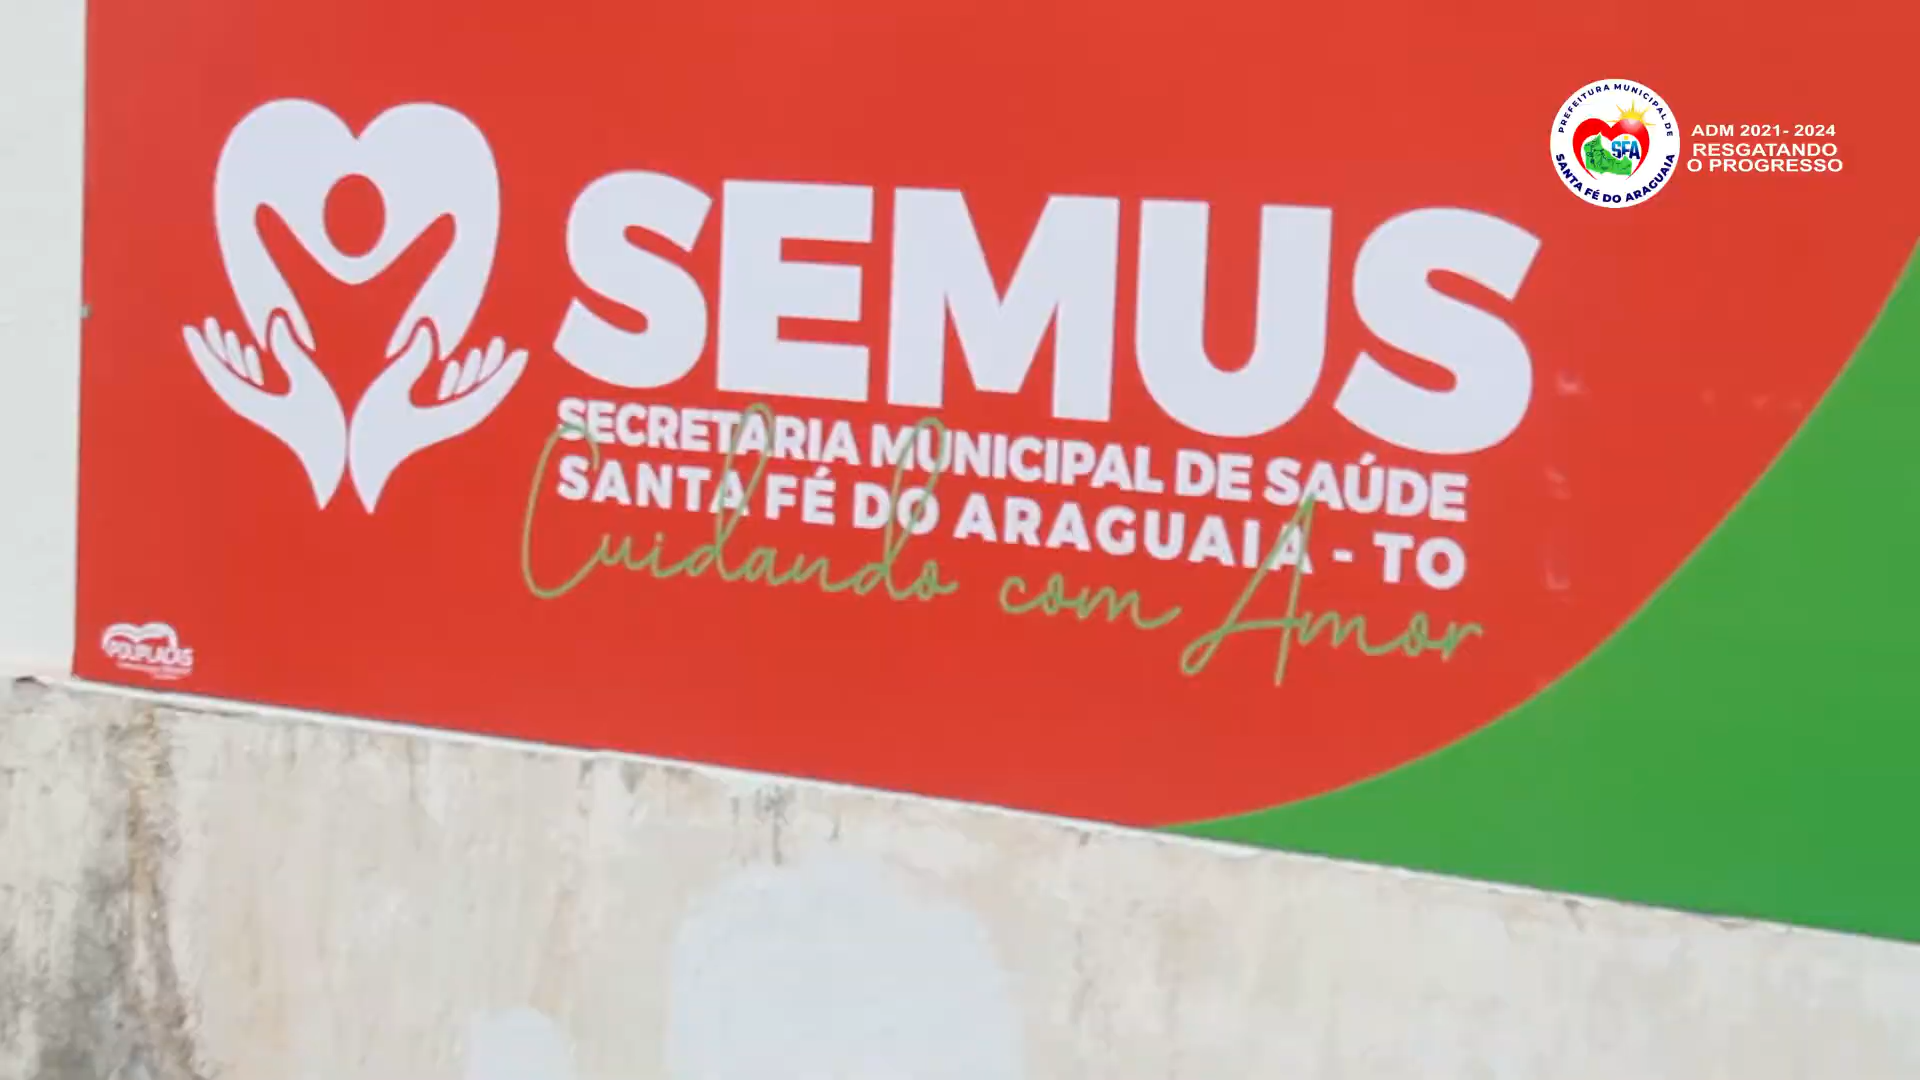 PREFEITURA MUNICIPAL DE
SFA
SANTA FÉ DO ARAGUAIA
ADM 2021- 2024
RESGATANDO
O PROGRESSO
SEMUS
SECRETARIA MUNICIPAL DE SAÚDE
SANTA FÉ DO ARAGUAIA - TO
Cuidando com Amor
POLIPLACAS